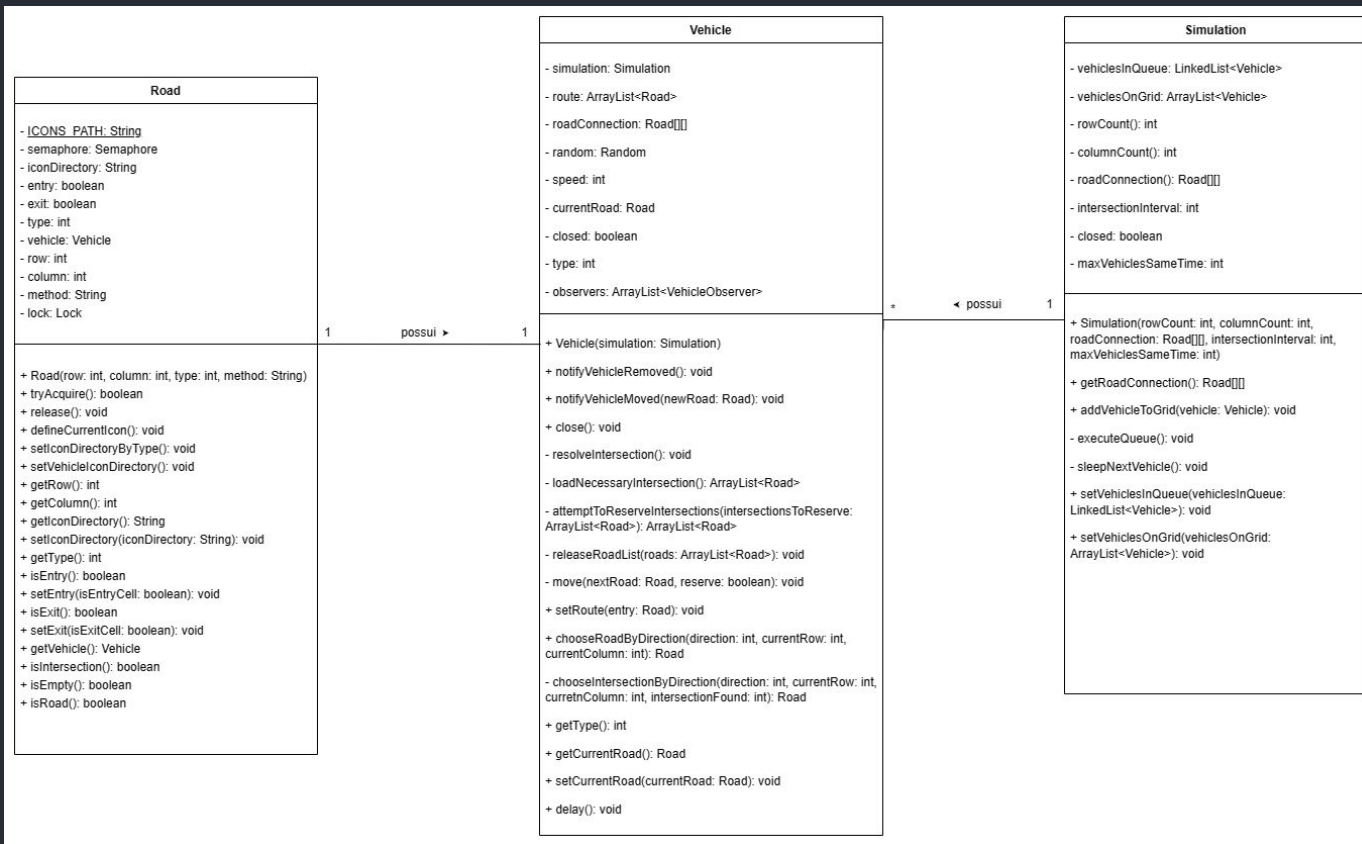 Road
- ICONS_PATH: String
- semaphore: Semaphore
- iconDirectory: String
- entry: boolean
- exit: boolean
- type: int
- vehicle: Vehicle
- row: int
- column: int
- method: String
- lock: Lock
+ Road(row: int, column: int, type: int, method: String)
+ tryAcquire(): boolean
+ release(): void
+ defineCurrentIcon(): void
+ setIconDirectoryByType(): void
+ setVehicleIconDirectory(): void
+ getRow(): int
+ getColumn(): int
+ getIconDirectory(): String
+ setIconDirectory(iconDirectory: String): void
+ getType(): int
+ isEntry(): boolean
+ setEntry(isEntryCell: boolean): void
+ isExit(): boolean
+ setExit(isExitCell: boolean): void
+ getVehicle(): Vehicle
+ isIntersection(): boolean
+ isEmpty(): boolean
+ isRoad(): boolean
1 possui ➤ 1
Vehicle
- simulation: Simulation
- route: ArrayList<Road>
- roadConnection: Road[][]
- random: Random
- speed: int
- currentRoad: Road
- closed: boolean
- type: int
- observers: ArrayList<VehicleObserver>
+ Vehicle(simulation: Simulation)
+ notifyVehicleRemoved(): void
+ notifyVehicleMoved(newRoad: Road): void
+ close(): void
- resolveIntersection(): void
- loadNecessaryIntersection(): ArrayList<Road>
- attemptToReserveIntersections(intersectionsToReserve:
ArrayList<Road>): ArrayList<Road>
- releaseRoadList(roads: ArrayList<Road>): void
- move(nextRoad: Road, reserve: boolean): void
+ setRoute(entry: Road): void
+ chooseRoadByDirection(direction: int, currentRow: int,
currentColumn: int): Road
- chooseIntersectionByDirection(direction: int, currentRow: int,
curretnColumn: int, intersectionFound: int): Road
+ getType(): int
+ getCurrentRoad(): Road
+ setCurrentRoad(currentRoad: Road): void
+ delay(): void
* ➤ possui 1
Simulation
- vehiclesInQueue: LinkedList<Vehicle>
- vehiclesOnGrid: ArrayList<Vehicle>
- rowCount(): int
- columnCount(): int
- roadConnection(): Road[][]
- intersectionInterval: int
- closed: boolean
- maxVehiclesSameTime: int
+ Simulation(rowCount: int, columnCount: int,
roadConnection: Road[][], intersectionInterval: int,
maxVehiclesSameTime: int)
+ getRoadConnection(): Road[][]
+ addVehicleToGrid(vehicle: Vehicle): void
- executeQueue(): void
- sleepNextVehicle(): void
+ setVehiclesInQueue(vehiclesInQueue:
LinkedList<Vehicle>): void
+ setVehiclesOnGrid(vehiclesOnGrid:
ArrayList<Vehicle>): void